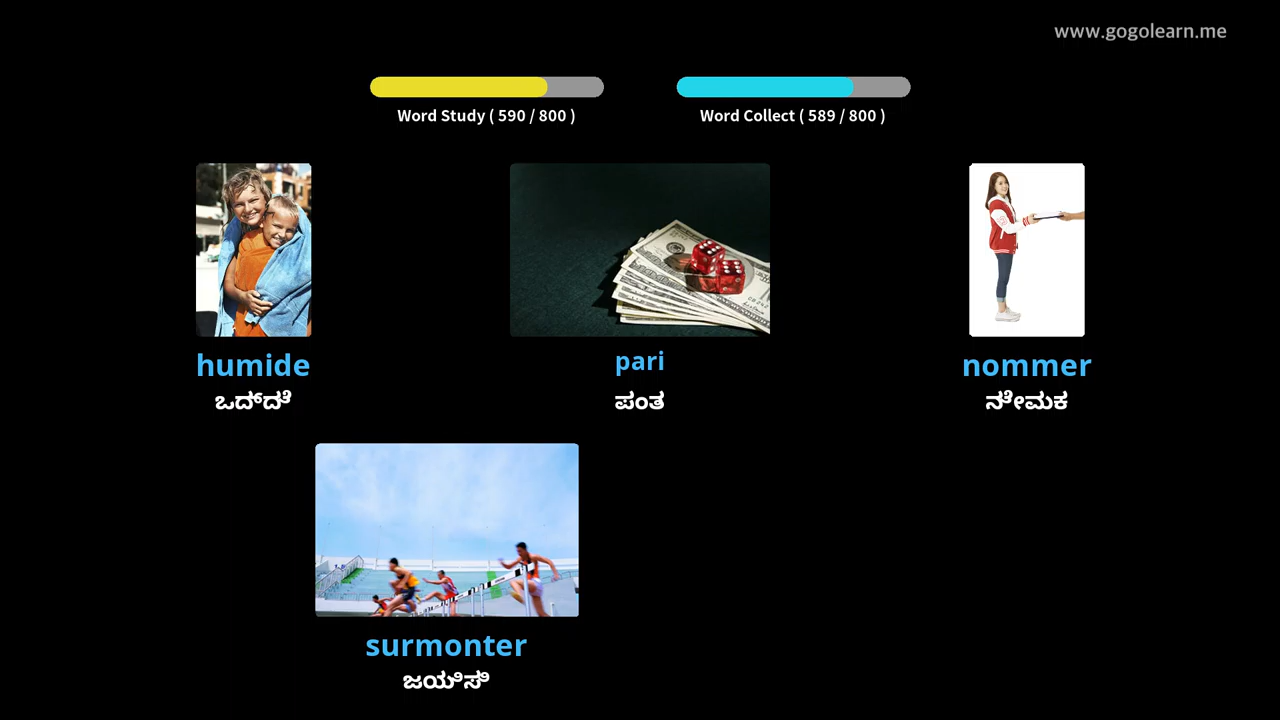 www.gogolearn.me
Word Study ( 590 / 800 )
Word Collect ( 589 / 800 )
humide
ಒದ್ದೆ
pari
ಪಂತ
nommer
ನೇಮಕ
surmonter
ಜಯಿಸಿ